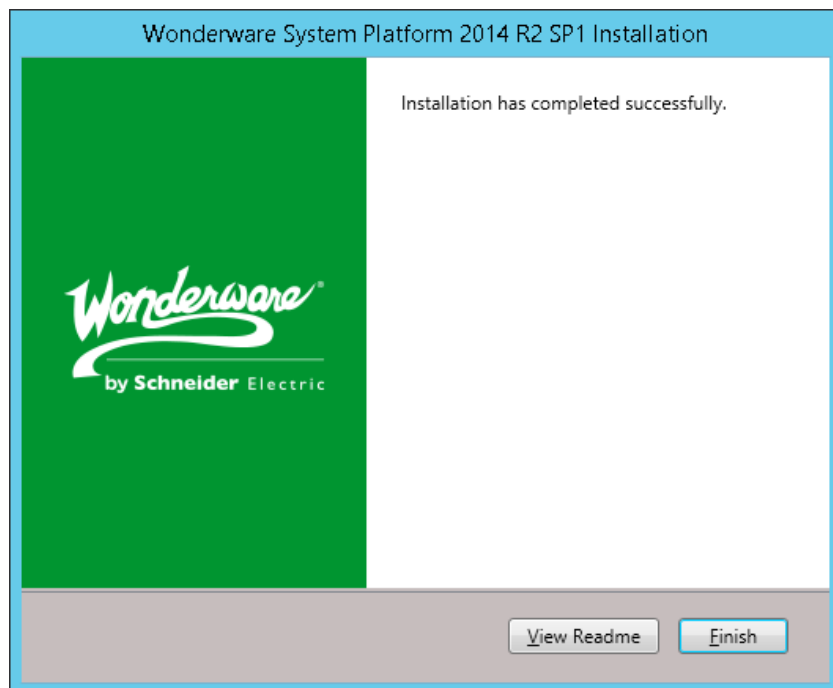 Wonderware System Platform 2014 R2 SP1 Installation
Installation has completed successfully.
Wonderware®
by Schneider Electric
View Readme
Finish